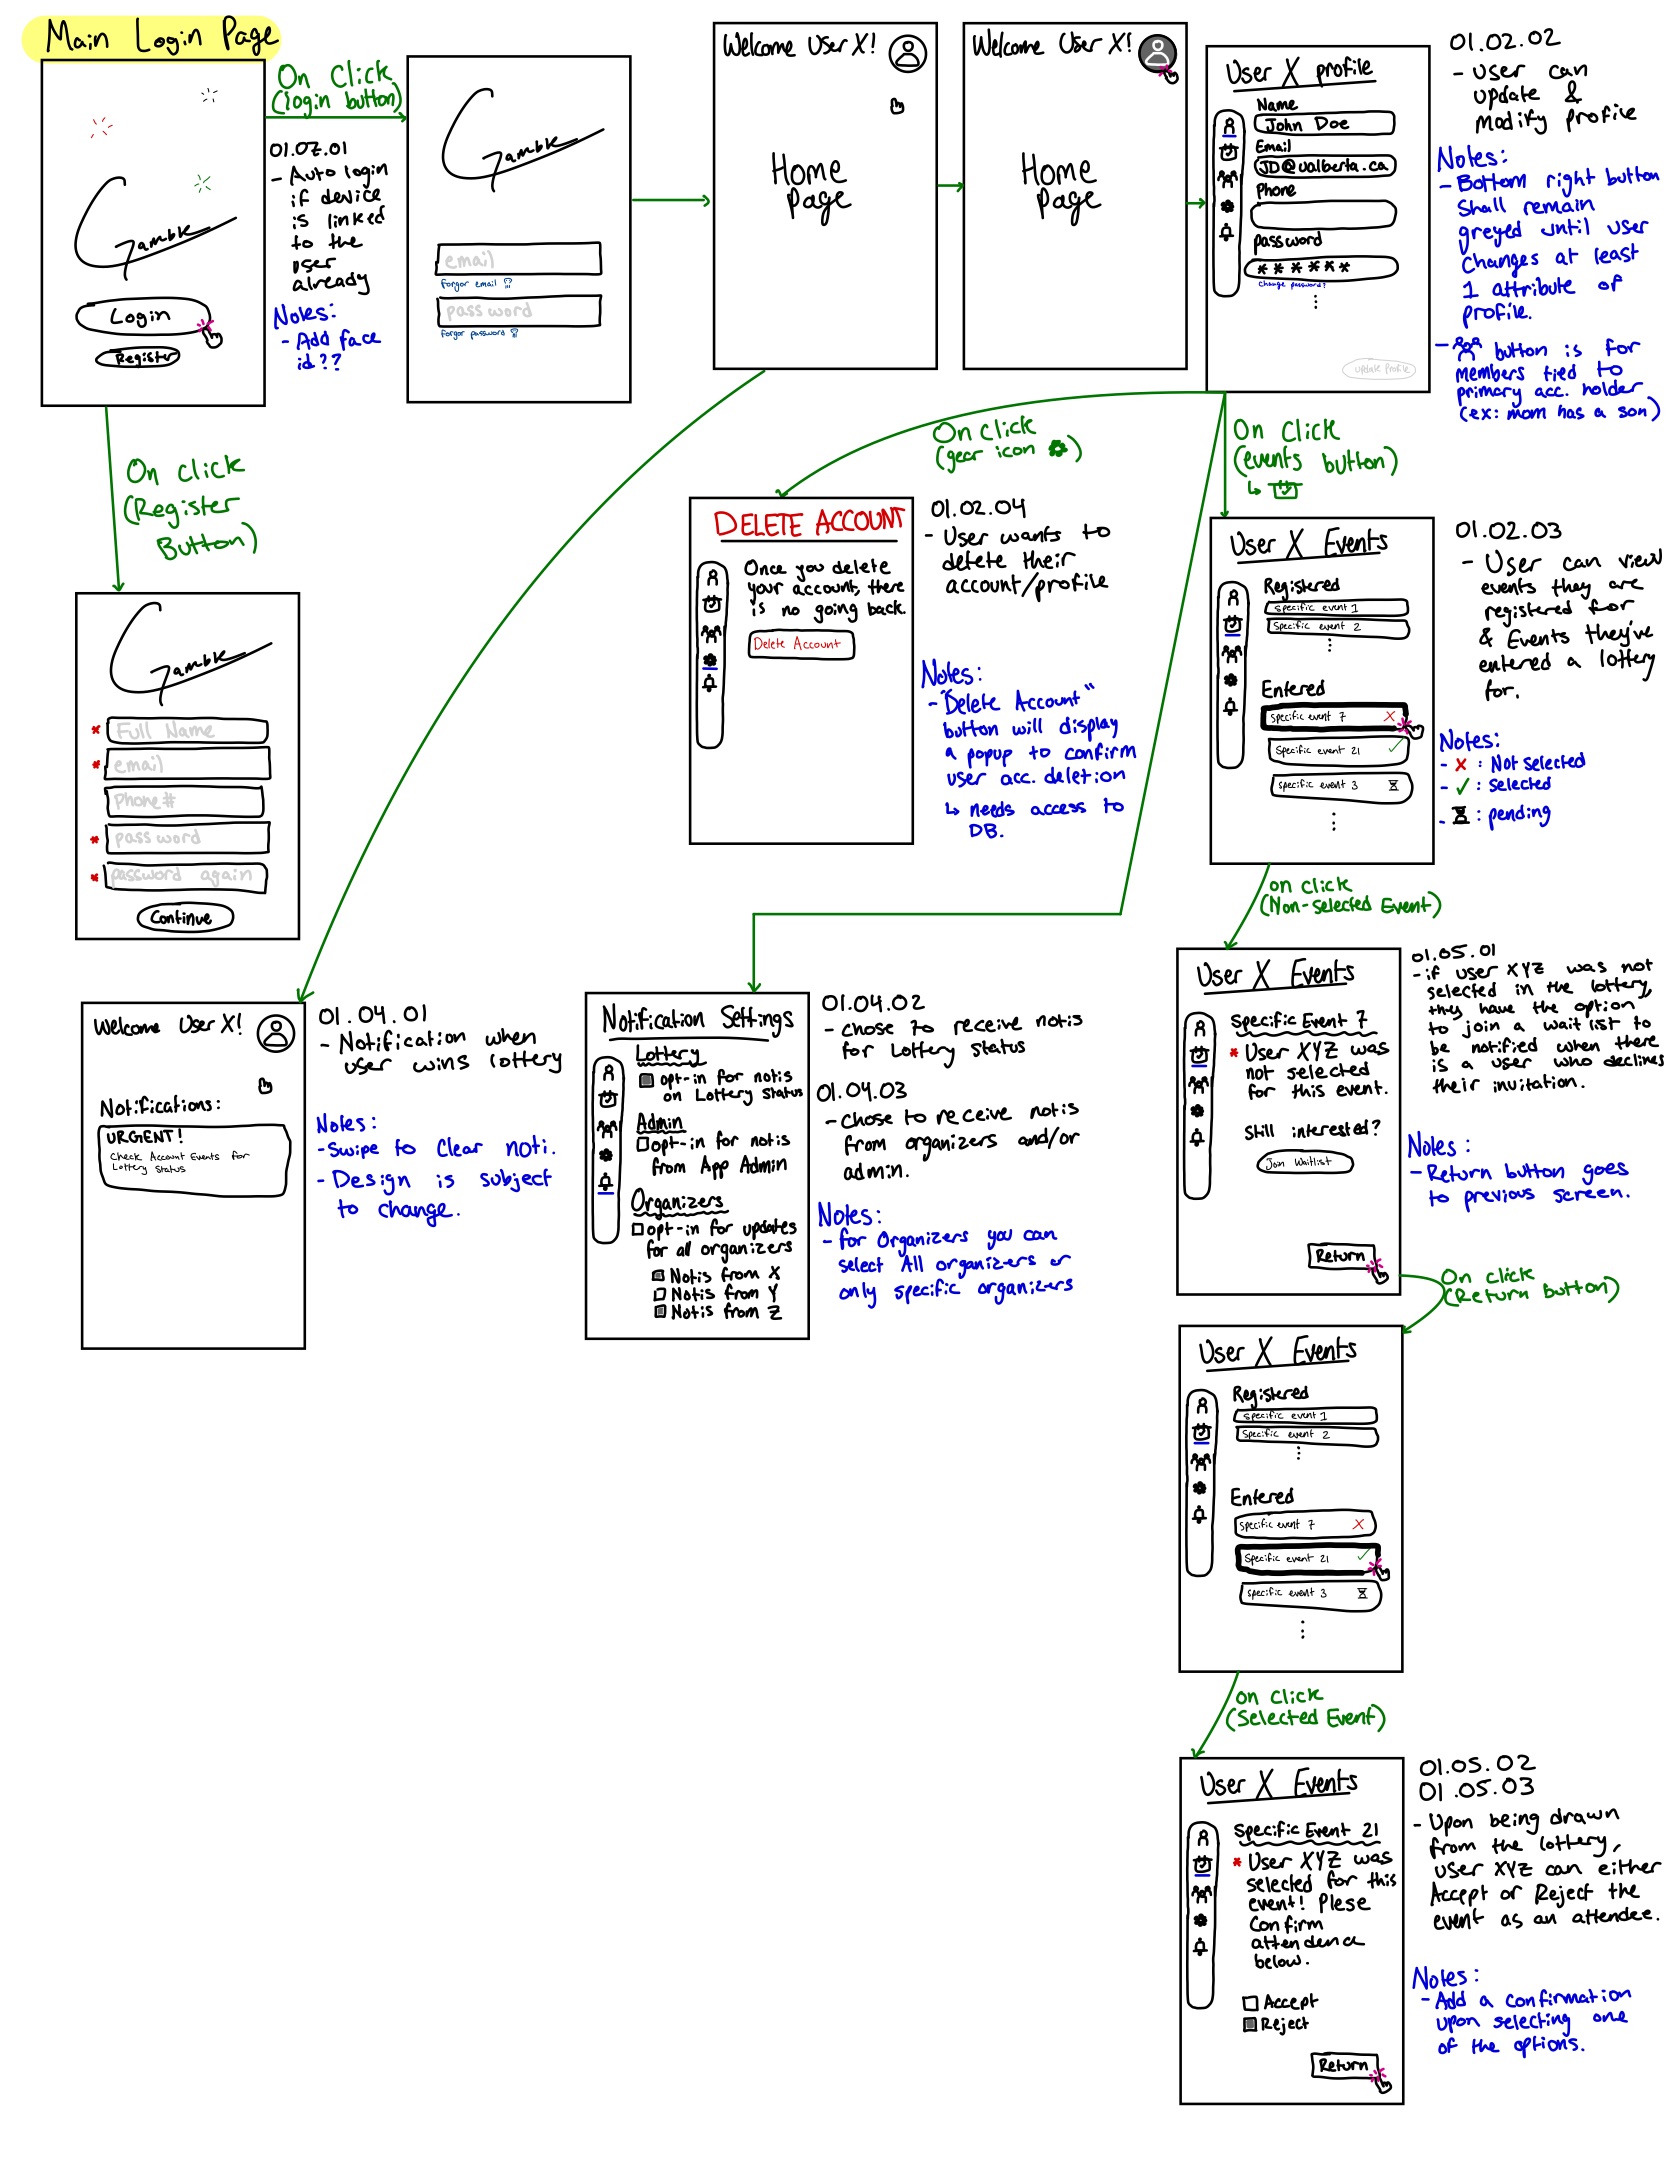 Main Login Page
Gamble
Login
Register
On Click
(login button)
01.02.01
- Auto login
if device
is linked
to the
user
already
Notes:
- Add face
id??
Gamble
email
forgor email
password
forgor password
Welcome User X!
Home
Page
Welcome User X!
Home
Page
User X profile
Name
John Doe
Email
JD@ualberta.ca
Phone
password
******
change password?
update Profile
01.02.02
- User can
update &
Modify profile
Notes:
- Bottom right button
shall remain
greyed until user
changes at least
1 attribute of
profile.
- button is for
members tied to
primary acc. holder
(ex: mom has a son)
On click
(Register
Button)
Gamble
* Full Name
* email
Phone#
* password
* password again
Continue
On click
(gear icon)
DELETE ACCOUNT
Once you delete
your account, there
is no going back.
Delete Account
01.02.04
- User wants to
delete their
account/profile
Notes:
- "Delete Account"
button will display
a popup to confirm
user acc. deletion
↳ needs access to
DB.
On Click
(events button)
↳
User X Events
Registered
specific event 1
Specific event 2
Entered
specific event 7 X
Specific event 21 ✓
specific event 3
01.02.03
- User can view
events they are
registered for
& Events they've
entered a lottery
for.
Notes:
- X : Not selected
- ✓ : selected
- : pending
on click
(Non-selected Event)
Welcome User X!
Notifications:
URGENT!
Check Account Events for
Lottery Status
01.04.01
- Notification when
user wins lottery
Notes:
- Swipe to clear noti.
- Design is subject
to change.
Notification Settings
Lottery
opt-in for notis
on Lottery status
Admin
opt-in for notis
from App Admin
Organizers
opt-in for updates
for all organizers
Notis from X
Notis from Y
Notis from Z
01.04.02
- chose to receive notis
for Lottery status
01.04.03
- Chose to receive notis
from organizers and/or
admin.
Notes:
- for Organizers you can
select All organizers or
only specific organizers
User X Events
Specific Event 7
* User XYZ was
not selected
for this event.
Still interested?
Join Waitlist
Return
01.05.01
- if user XYZ was not
selected in the lottery,
they have the option
to join a waitlist to
be notified when there
is a user who declines
their invitation.
Notes:
- Return button goes
to previous screen.
On click
(Return button)
User X Events
Registered
specific event 1
Specific event 2
Entered
specific event 7 X
Specific event 21 ✓
specific event 3
on click
(Selected Event)
User X Events
Specific Event 21
* User XYZ was
selected for this
event! Plese
Confirm
attendence
below.
Accept
Reject
Return
01.05.02
01.05.03
- Upon being drawn
from the lottery,
user XYZ can either
Accept or Reject the
event as an attendee.
Notes:
- Add a confirmation
upon selecting one
of the options.